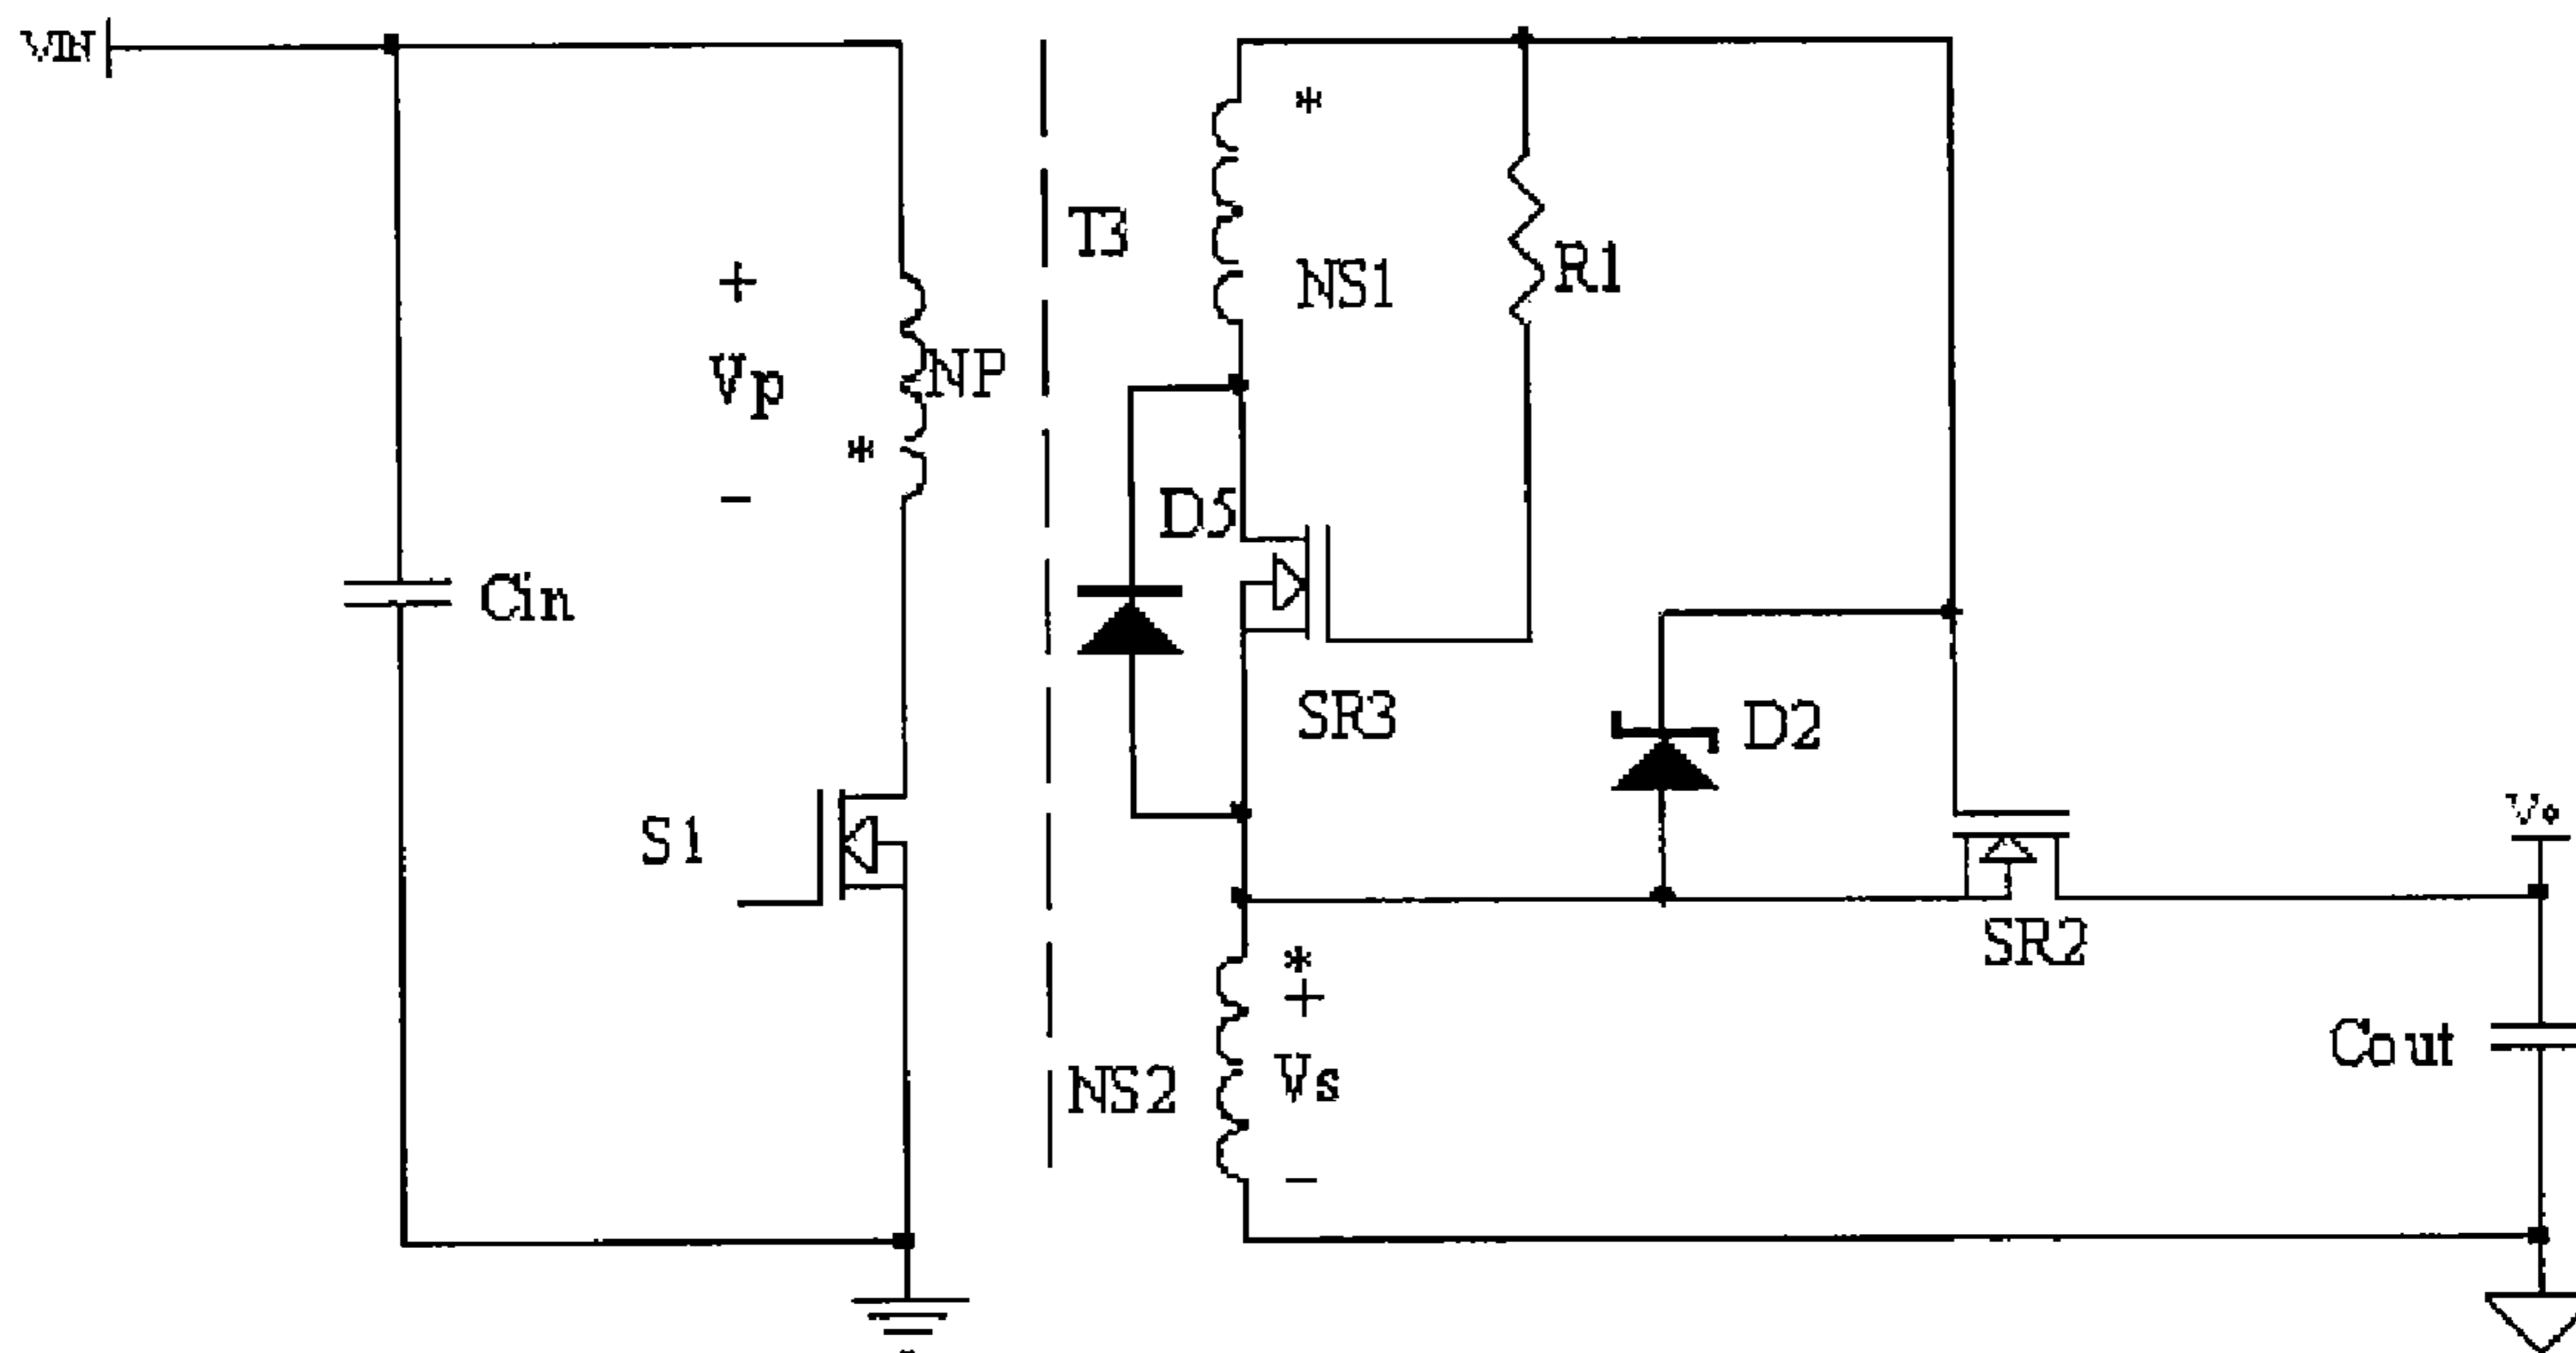 VIN
*
T3
NS1
R1
+
Vp
NP
*
-
D5
Cin
SR3
D2
S1
Vo
SR2
*
+
Vs
-
NS2
Cout